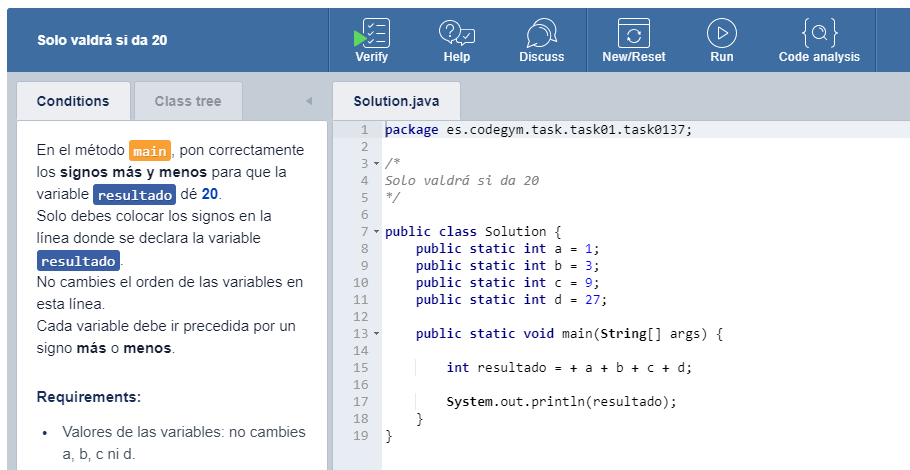 Solo valdrá si da 20
Verify
Help
Discuss
New/Reset
Run
Code analysis
Conditions
Class tree
Solution.java
En el método main, pon correctamente
los signos más y menos para que la
variable resultado dé 20.
Solo debes colocar los signos en la
línea donde se declara la variable
resultado.
No cambies el orden de las variables en
esta línea.
Cada variable debe ir precedida por un
signo más o menos.
Requirements:
• Valores de las variables: no cambies
a, b, c ni d.
1 package es.codegym.task.task01.task0137;
2
3 /*
4 Solo valdrá si da 20
5 */
6
7 public class Solution {
8 public static int a = 1;
9 public static int b = 3;
10 public static int c = 9;
11 public static int d = 27;
12
13 public static void main(String[] args) {
14
15 int resultado = + a + b + c + d;
16
17 System.out.println(resultado);
18 }
19 }